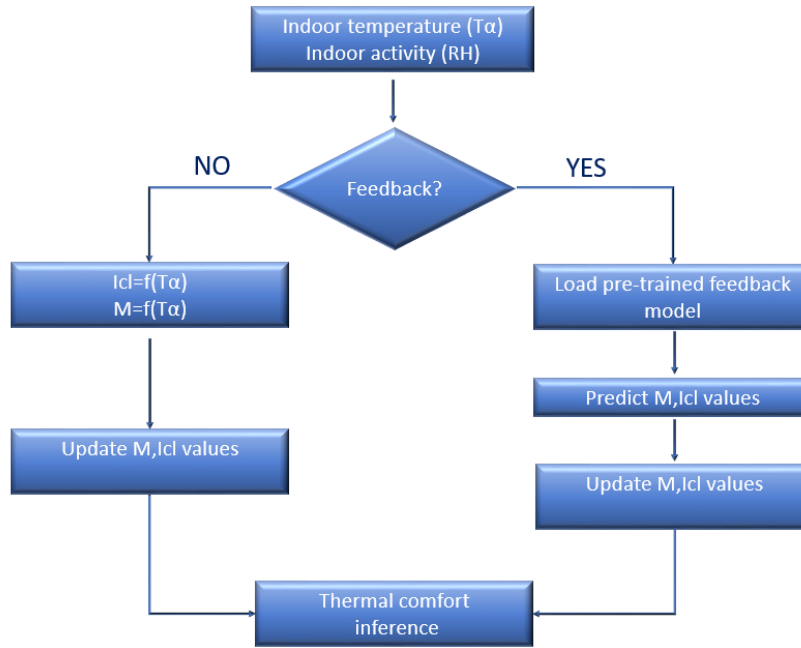 Indoor temperature (Tα)
Indoor activity (RH)
NO
YES
Feedback?
Icl=f(Tα)
M=f(Tα)
Load pre-trained feedback
model
Predict M,Icl values
Update M,Icl values
Update M,Icl values
Thermal comfort
inference